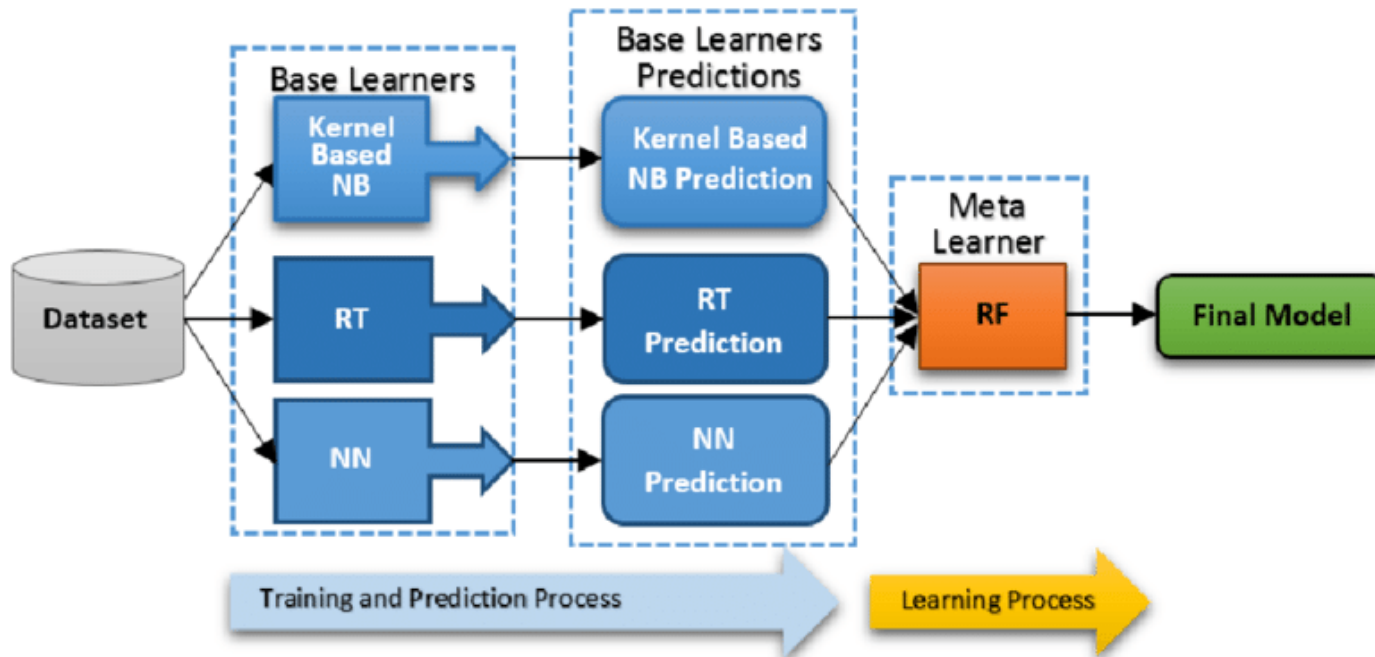 Base Learners
Kernel
Based
NB
Base Learners
Predictions
Kernel Based
NB Prediction
Meta
Learner
Dataset
RT
RT
Prediction
RF
Final Model
NN
NN
Prediction
Training and Prediction Process
Learning Process